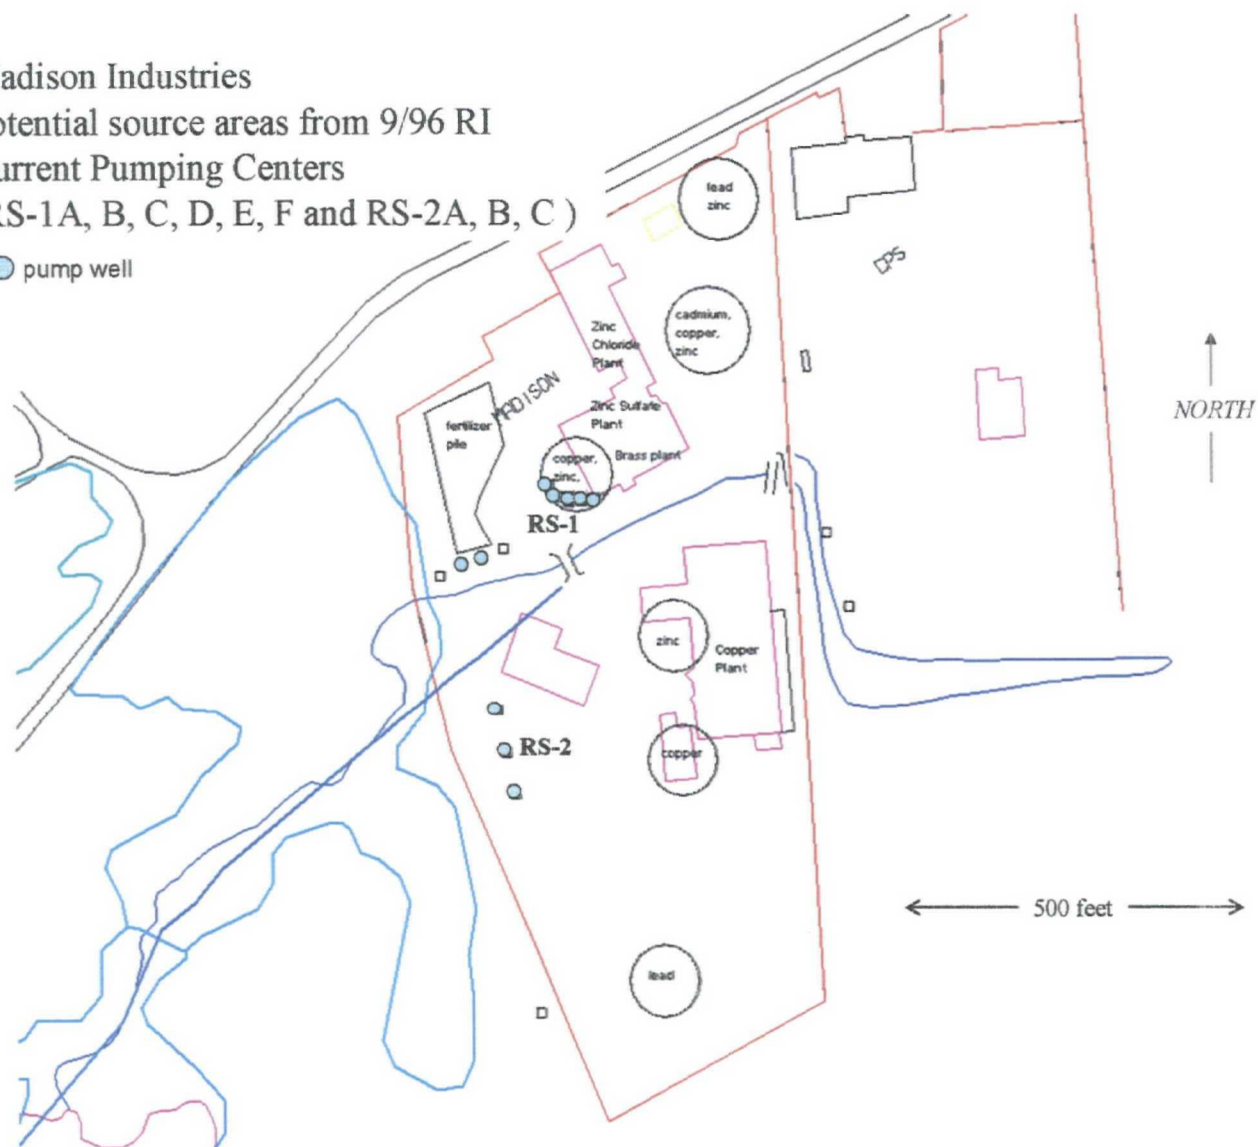 adison Industries
otential source areas from 9/96 RI
urrent Pumping Centers
RS-1A, B, C, D, E, F and RS-2A, B, C )
pump well
lead
zinc
DPS
cadmium,
copper,
zinc
Zinc
Chloride
Plant
MADISON
NORTH
fertilizer
pile
Zinc Sulfate
Plant
copper,
zinc,
Brass plant
RS-1
zinc
Copper
Plant
RS-2
copper
500 feet
lead